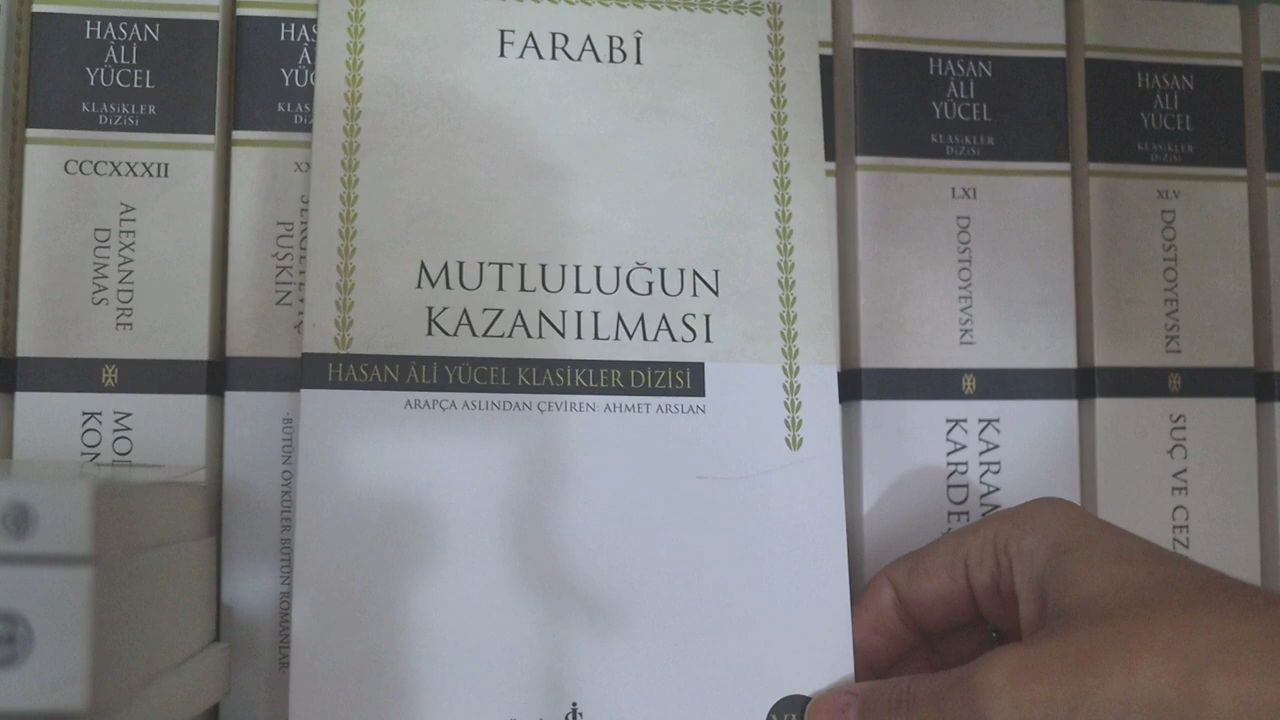 HASAN
ÂLİ
YÜCEL
KLASİKLER
DİZİSİ
CCCXXXII
ALEXANDRE
DUMAS
PUŞKİN
-BÜTÜN ÖYKÜLER BÜTÜN ROMANLAR-
FARABÎ
MUTLULUĞUN
KAZANILMASI
HASAN ÂLİ YÜCEL KLASİKLER DİZİSİ
ARAPÇA ASLINDAN ÇEVİREN: AHMET ARSLAN
HASAN
ÂLİ
YÜCEL
KLASİKLER
DİZİSİ
LXI
DOSTOYEVSKİ
HASAN
ÂLİ
YÜCEL
KLASİKLER
DİZİSİ
XLV
DOSTOYEVSKİ
SUÇ VE